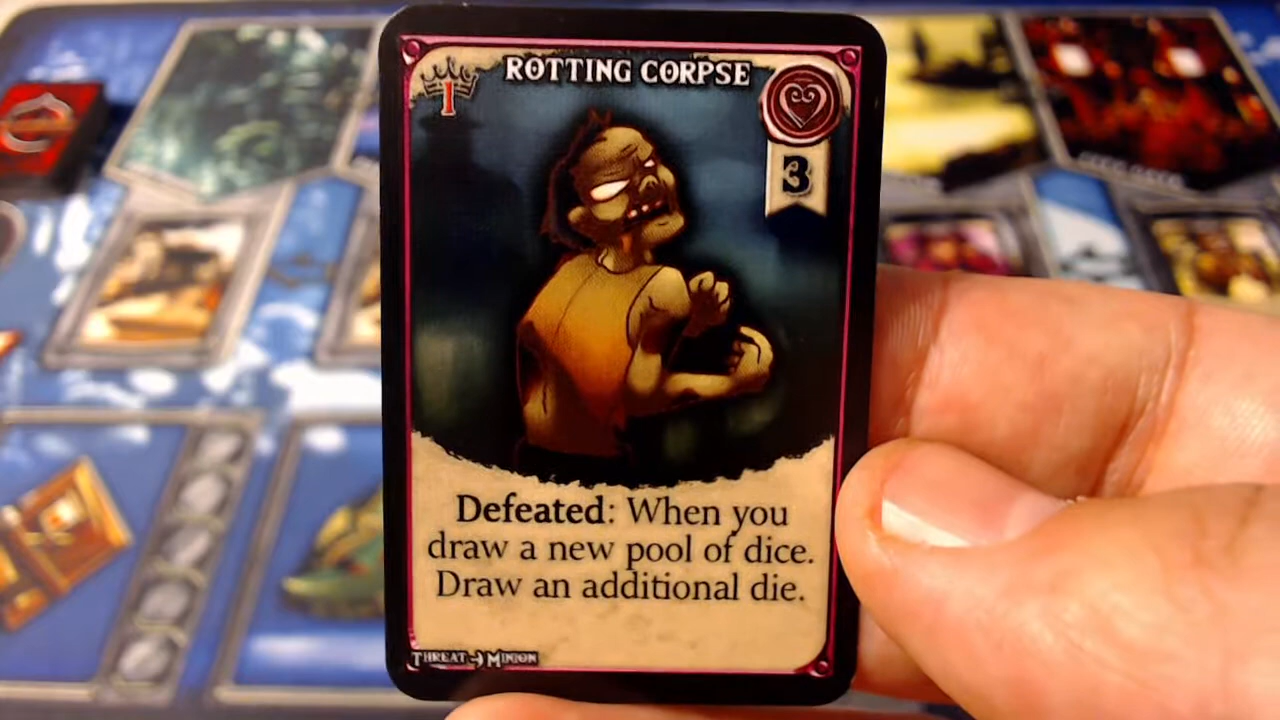 ROTTING CORPSE
1
3
Defeated: When you
draw a new pool of dice.
Draw an additional die.
THREAT → MINION